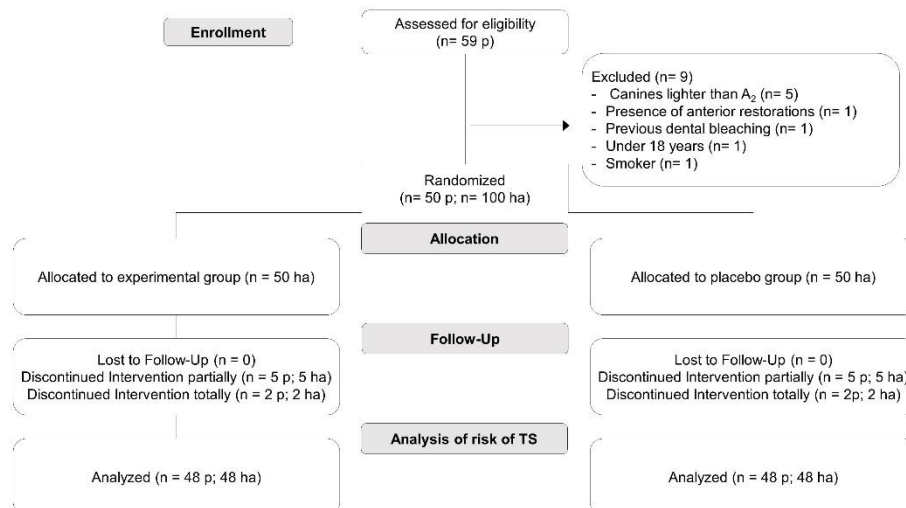 Enrollment
Assessed for eligibility
(n= 59 p)
Excluded (n= 9)
- Canines lighter than A2 (n= 5)
- Presence of anterior restorations (n= 1)
- Previous dental bleaching (n= 1)
- Under 18 years (n= 1)
- Smoker (n= 1)
Randomized
(n= 50 p; n= 100 ha)
Allocation
Allocated to experimental group (n = 50 ha)
Allocated to placebo group (n = 50 ha)
Follow-Up
Lost to Follow-Up (n = 0)
Discontinued Intervention partially (n = 5 p; 5 ha)
Discontinued Intervention totally (n = 2 p; 2 ha)
Lost to Follow-Up (n = 0)
Discontinued Intervention partially (n = 5 p; 5 ha)
Discontinued Intervention totally (n = 2p; 2 ha)
Analysis of risk of TS
Analyzed (n = 48 p; 48 ha)
Analyzed (n = 48 p; 48 ha)